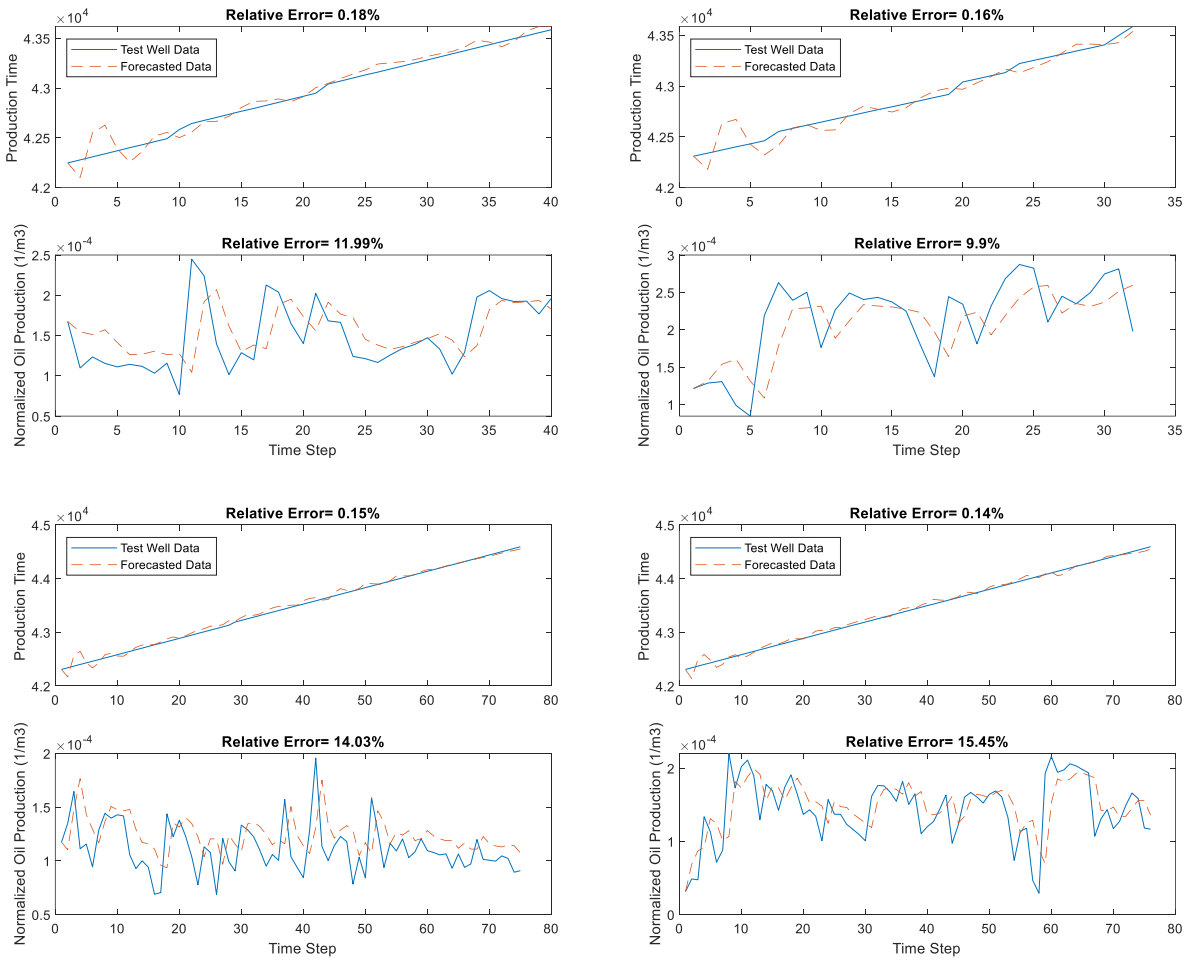 ×10^4
Relative Error= 0.18%
Production Time
43.5
43
42.5
42
Test Well Data
Forecasted Data
0 5 10 15 20 25 30 35 40
×10^-4
Relative Error= 11.99%
Normalized Oil Production (1/m3)
2.5
2
1.5
1
0.5
0 5 10 15 20 25 30 35 40
Time Step
×10^4
Relative Error= 0.16%
Production Time
4.35
4.3
4.25
4.2
Test Well Data
Forecasted Data
0 5 10 15 20 25 30 35
×10^-4
Relative Error= 9.9%
Normalized Oil Production (1/m3)
3
2.5
2
1.5
1
0 5 10 15 20 25 30 35
Time Step
×10^4
Relative Error= 0.15%
Production Time
4.5
4.4
4.3
4.2
Test Well Data
Forecasted Data
0 10 20 30 40 50 60 70 80
×10^-4
Relative Error= 14.03%
Normalized Oil Production (1/m3)
2
1.5
1
0.5
0 10 20 30 40 50 60 70 80
Time Step
×10^4
Relative Error= 0.14%
Production Time
4.5
4.4
4.3
4.2
Test Well Data
Forecasted Data
0 10 20 30 40 50 60 70 80
×10^-4
Relative Error= 15.45%
Normalized Oil Production (1/m3)
2
1
0
0 10 20 30 40 50 60 70 80
Time Step